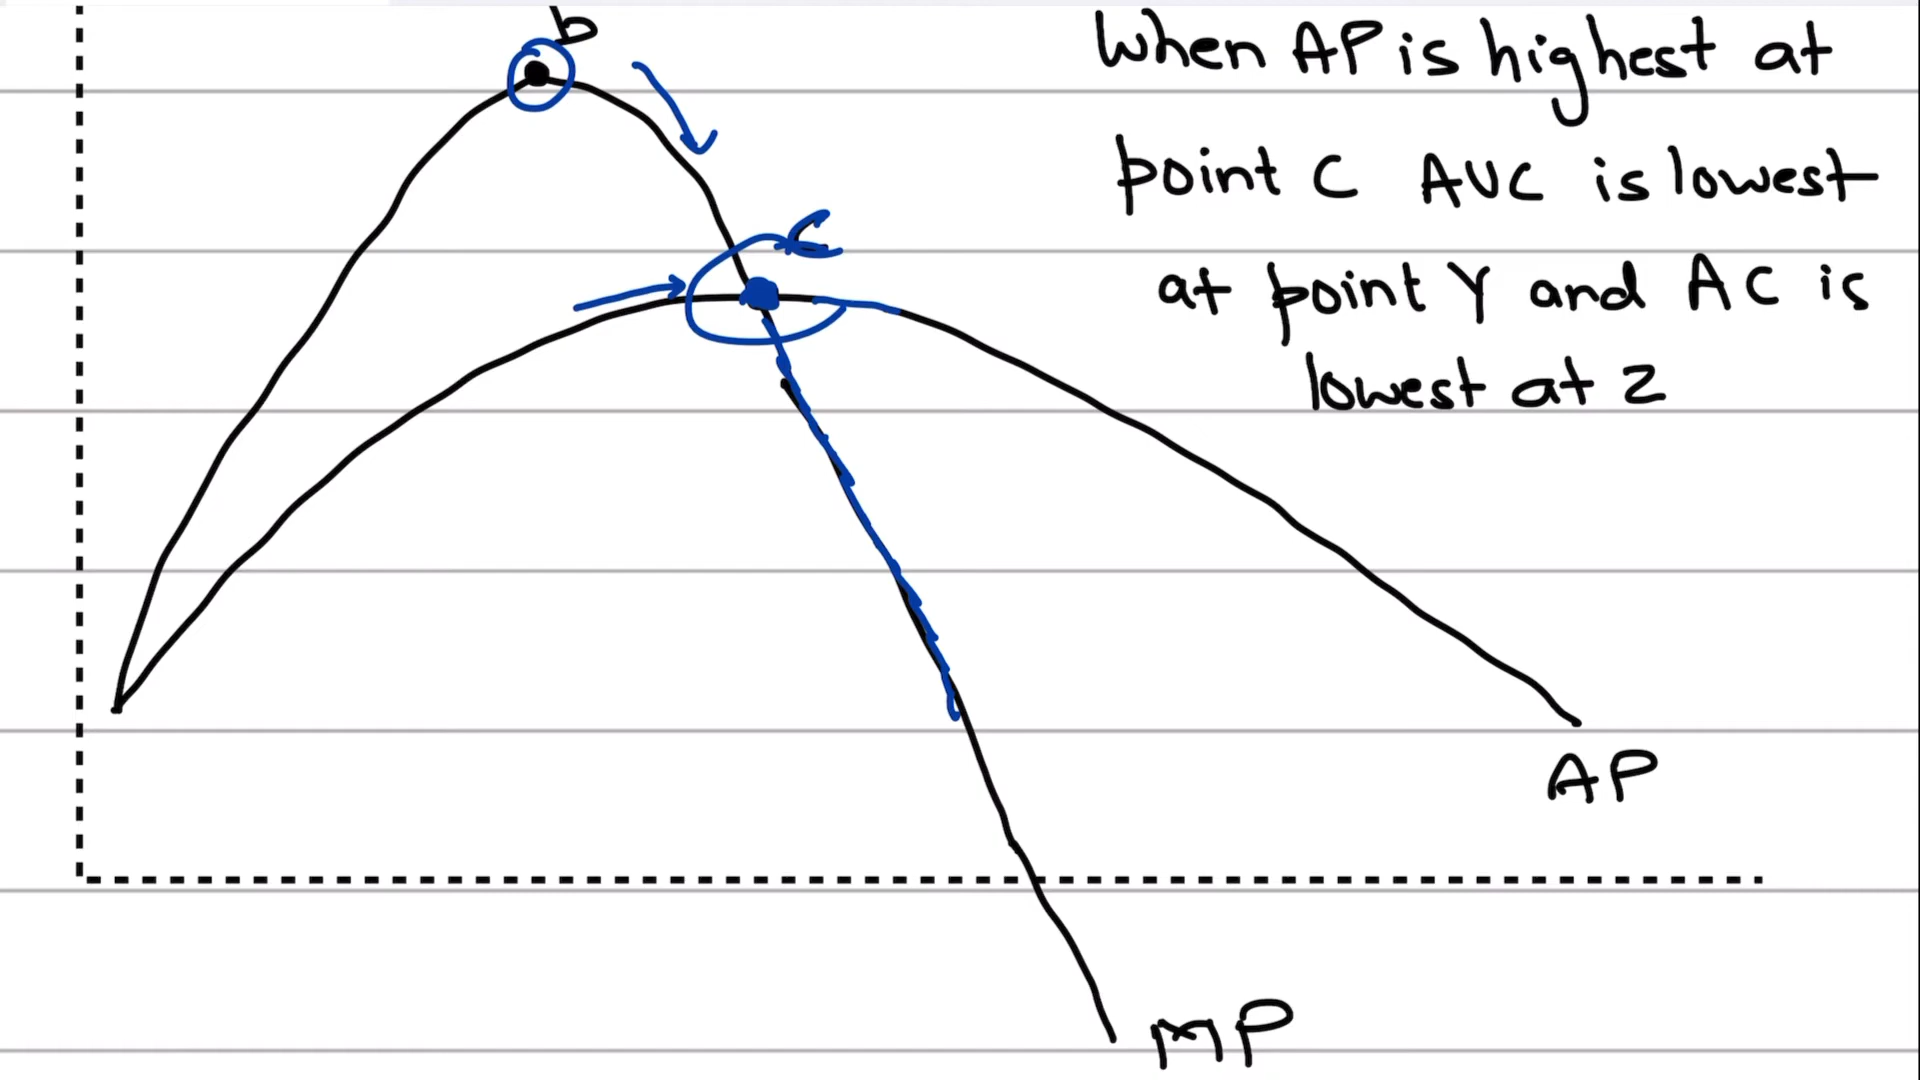 b
When AP is highest at
point C AVC is lowest
C
at point Y and AC is
lowest at Z
AP
MP